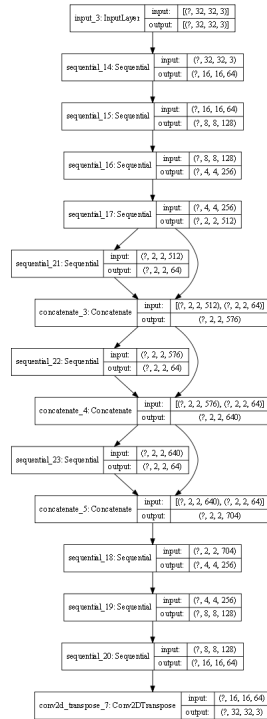 input_3: InputLayer
input: [(?, 32, 32, 3)]
output: [(?, 32, 32, 3)]
sequential_14: Sequential
input: (?, 32, 32, 3)
output: (?, 16, 16, 64)
sequential_15: Sequential
input: (?, 16, 16, 64)
output: (?, 8, 8, 128)
sequential_16: Sequential
input: (?, 8, 8, 128)
output: (?, 4, 4, 256)
sequential_17: Sequential
input: (?, 4, 4, 256)
output: (?, 2, 2, 512)
sequential_21: Sequential
input: (?, 2, 2, 512)
output: (?, 2, 2, 64)
concatenate_3: Concatenate
input: [(?, 2, 2, 512), (?, 2, 2, 64)]
output: (?, 2, 2, 576)
sequential_22: Sequential
input: (?, 2, 2, 576)
output: (?, 2, 2, 64)
concatenate_4: Concatenate
input: [(?, 2, 2, 576), (?, 2, 2, 64)]
output: (?, 2, 2, 640)
sequential_23: Sequential
input: (?, 2, 2, 640)
output: (?, 2, 2, 64)
concatenate_5: Concatenate
input: [(?, 2, 2, 640), (?, 2, 2, 64)]
output: (?, 2, 2, 704)
sequential_18: Sequential
input: (?, 2, 2, 704)
output: (?, 4, 4, 256)
sequential_19: Sequential
input: (?, 4, 4, 256)
output: (?, 8, 8, 128)
sequential_20: Sequential
input: (?, 8, 8, 128)
output: (?, 16, 16, 64)
conv2d_transpose_7: Conv2DTranspose
input: (?, 16, 16, 64)
output: (?, 32, 32, 3)